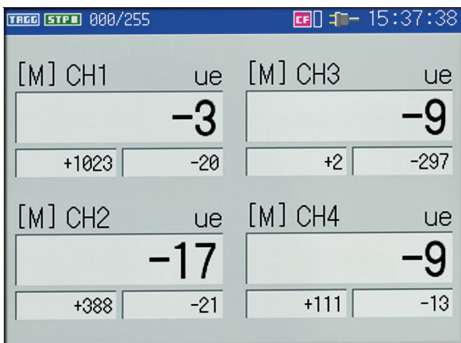 TRGG STP 000/255 CF 15:37:38
[M] CH1 ue
-3
+1023 -20
[M] CH3 ue
-9
+2 -297
[M] CH2 ue
-17
+388 -21
[M] CH4 ue
-9
+111 -13